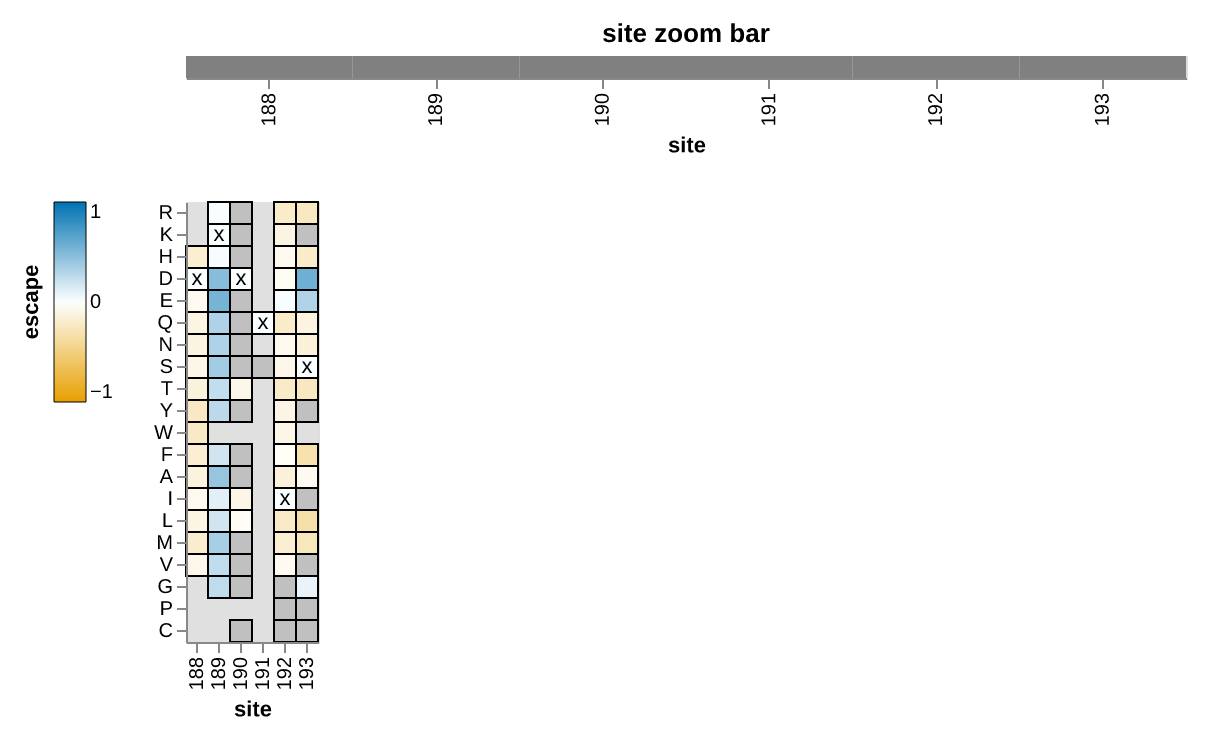 site zoom bar
188 189 190 191 192 193
site
escape
1
0
−1
R
K x
H
D x x
E
Q x
N
S x
T
Y
W
F
A
I x
L
M
V
G
P
C
188 189 190 191 192 193
site